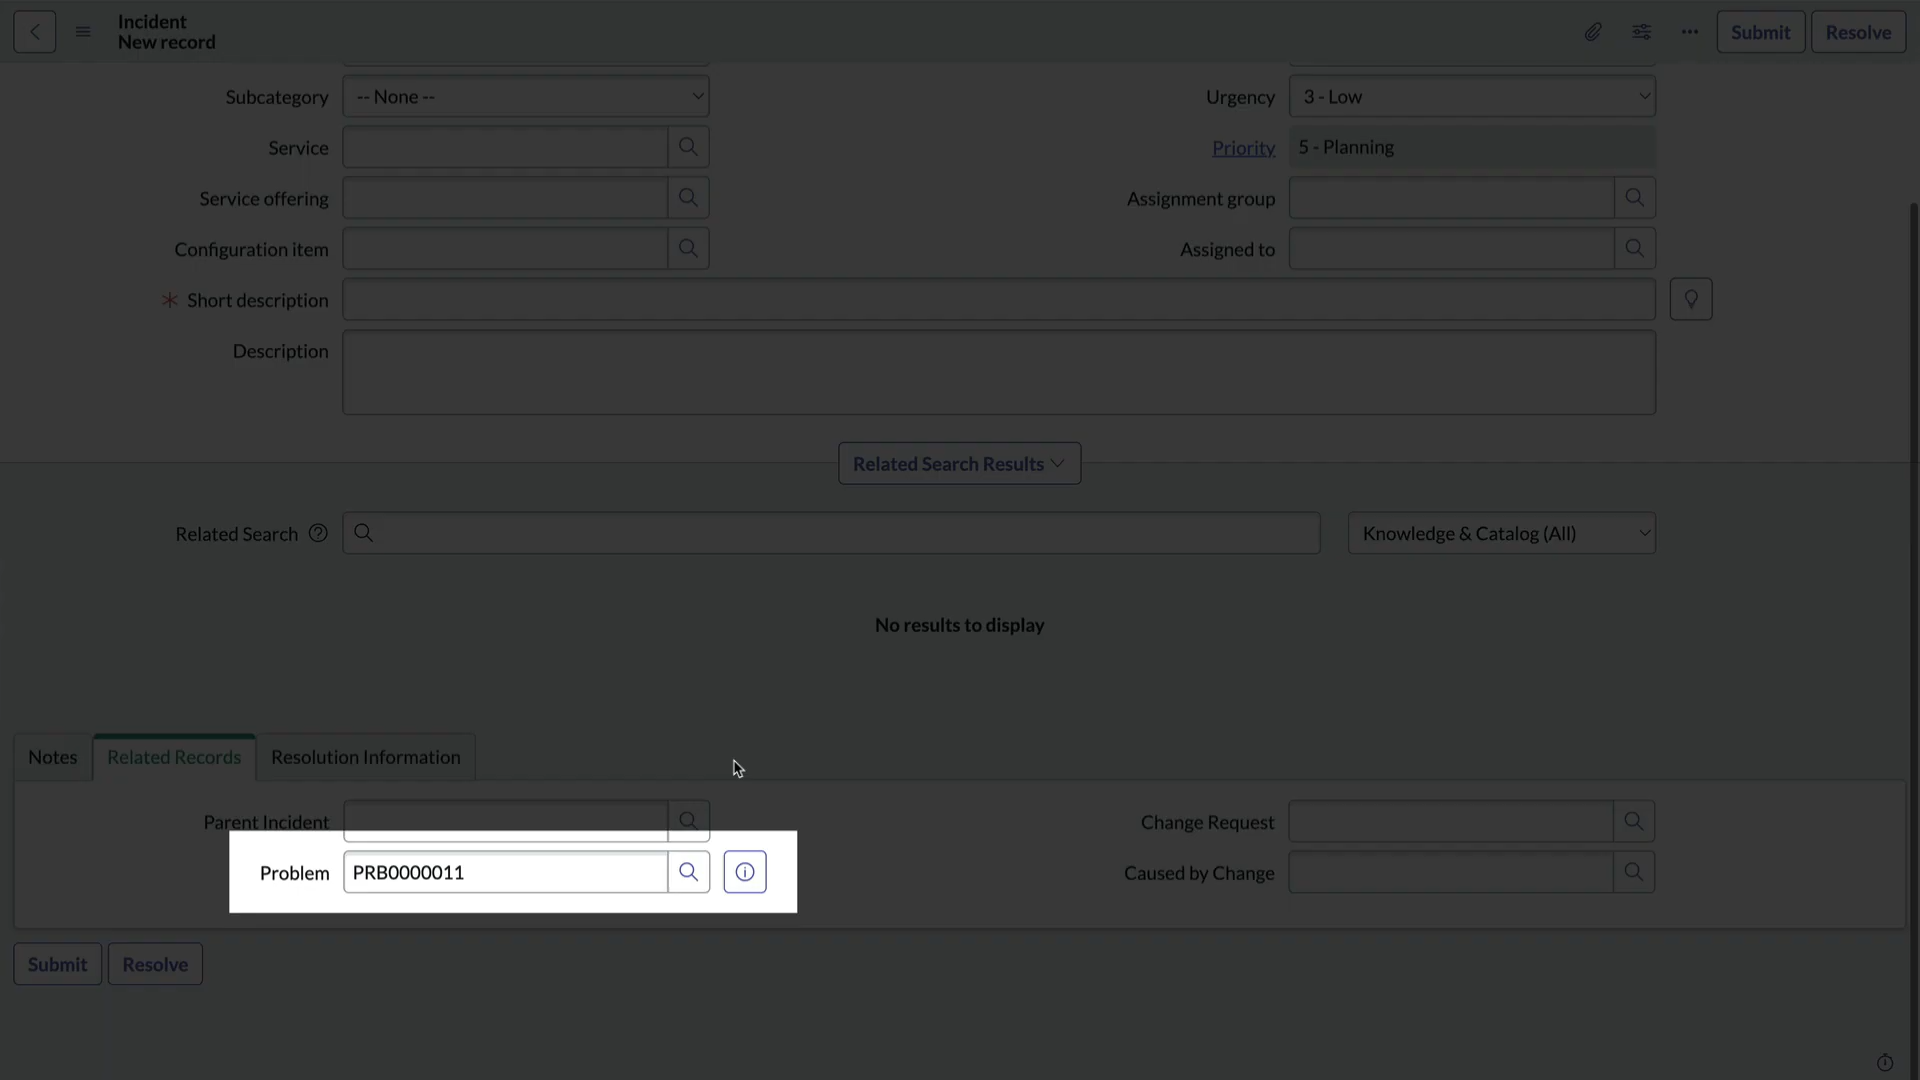 Incident
New record
Submit
Resolve
Subcategory
-- None --
Urgency
3 - Low
Service
Priority
5 - Planning
Service offering
Assignment group
Configuration item
Assigned to
Short description
Description
Related Search Results
Related Search
Knowledge & Catalog (All)
No results to display
Notes
Related Records
Resolution Information
Parent Incident
Change Request
Problem
PRB0000011
Caused by Change
Submit
Resolve